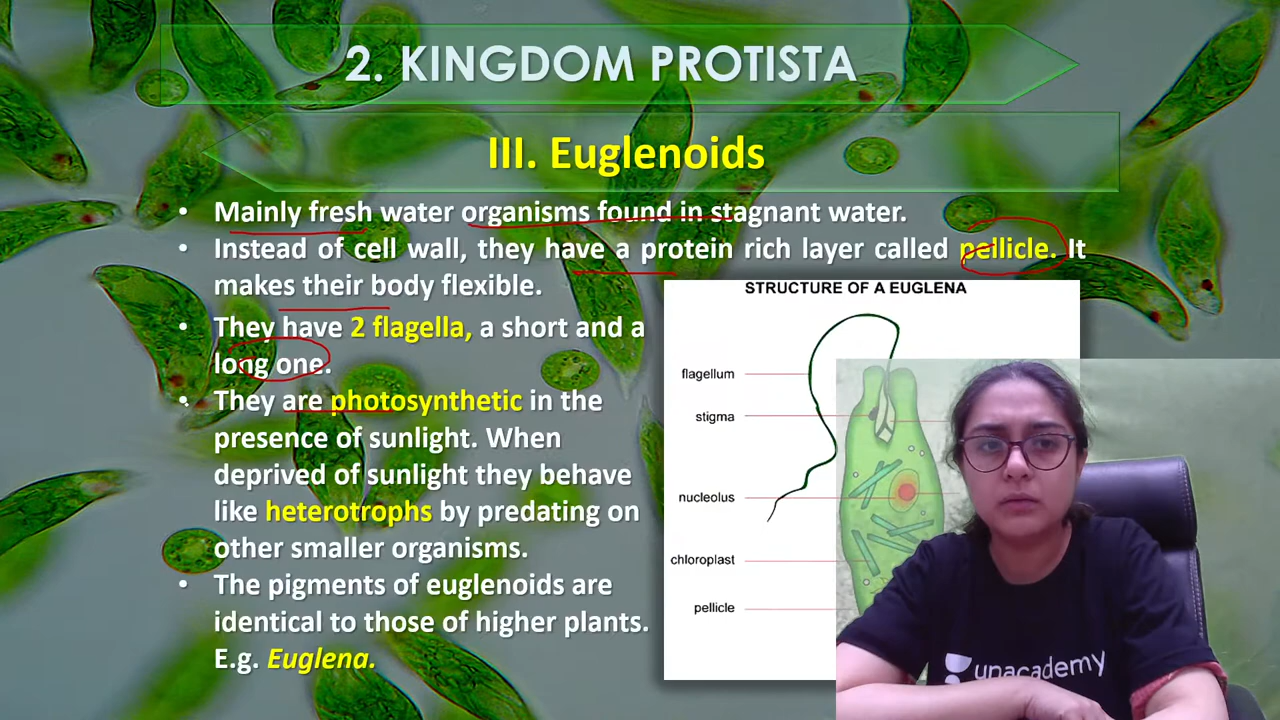 2. KINGDOM PROTISTA
III. Euglenoids
• Mainly fresh water organisms found in stagnant water.
• Instead of cell wall, they have a protein rich layer called pellicle. It
makes their body flexible.
• They have 2 flagella, a short and a
long one.
• They are photosynthetic in the
presence of sunlight. When
deprived of sunlight they behave
like heterotrophs by predating on
other smaller organisms.
• The pigments of euglenoids are
identical to those of higher plants.
E.g. Euglena.
STRUCTURE OF A EUGLENA
flagellum
stigma
nucleolus
chloroplast
pellicle
unacademy